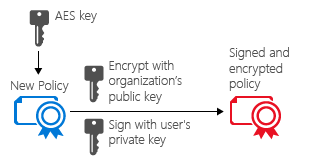 AES key
New Policy
Encrypt with
organization's
public key
Sign with user's
private key
Signed and
encrypted
policy